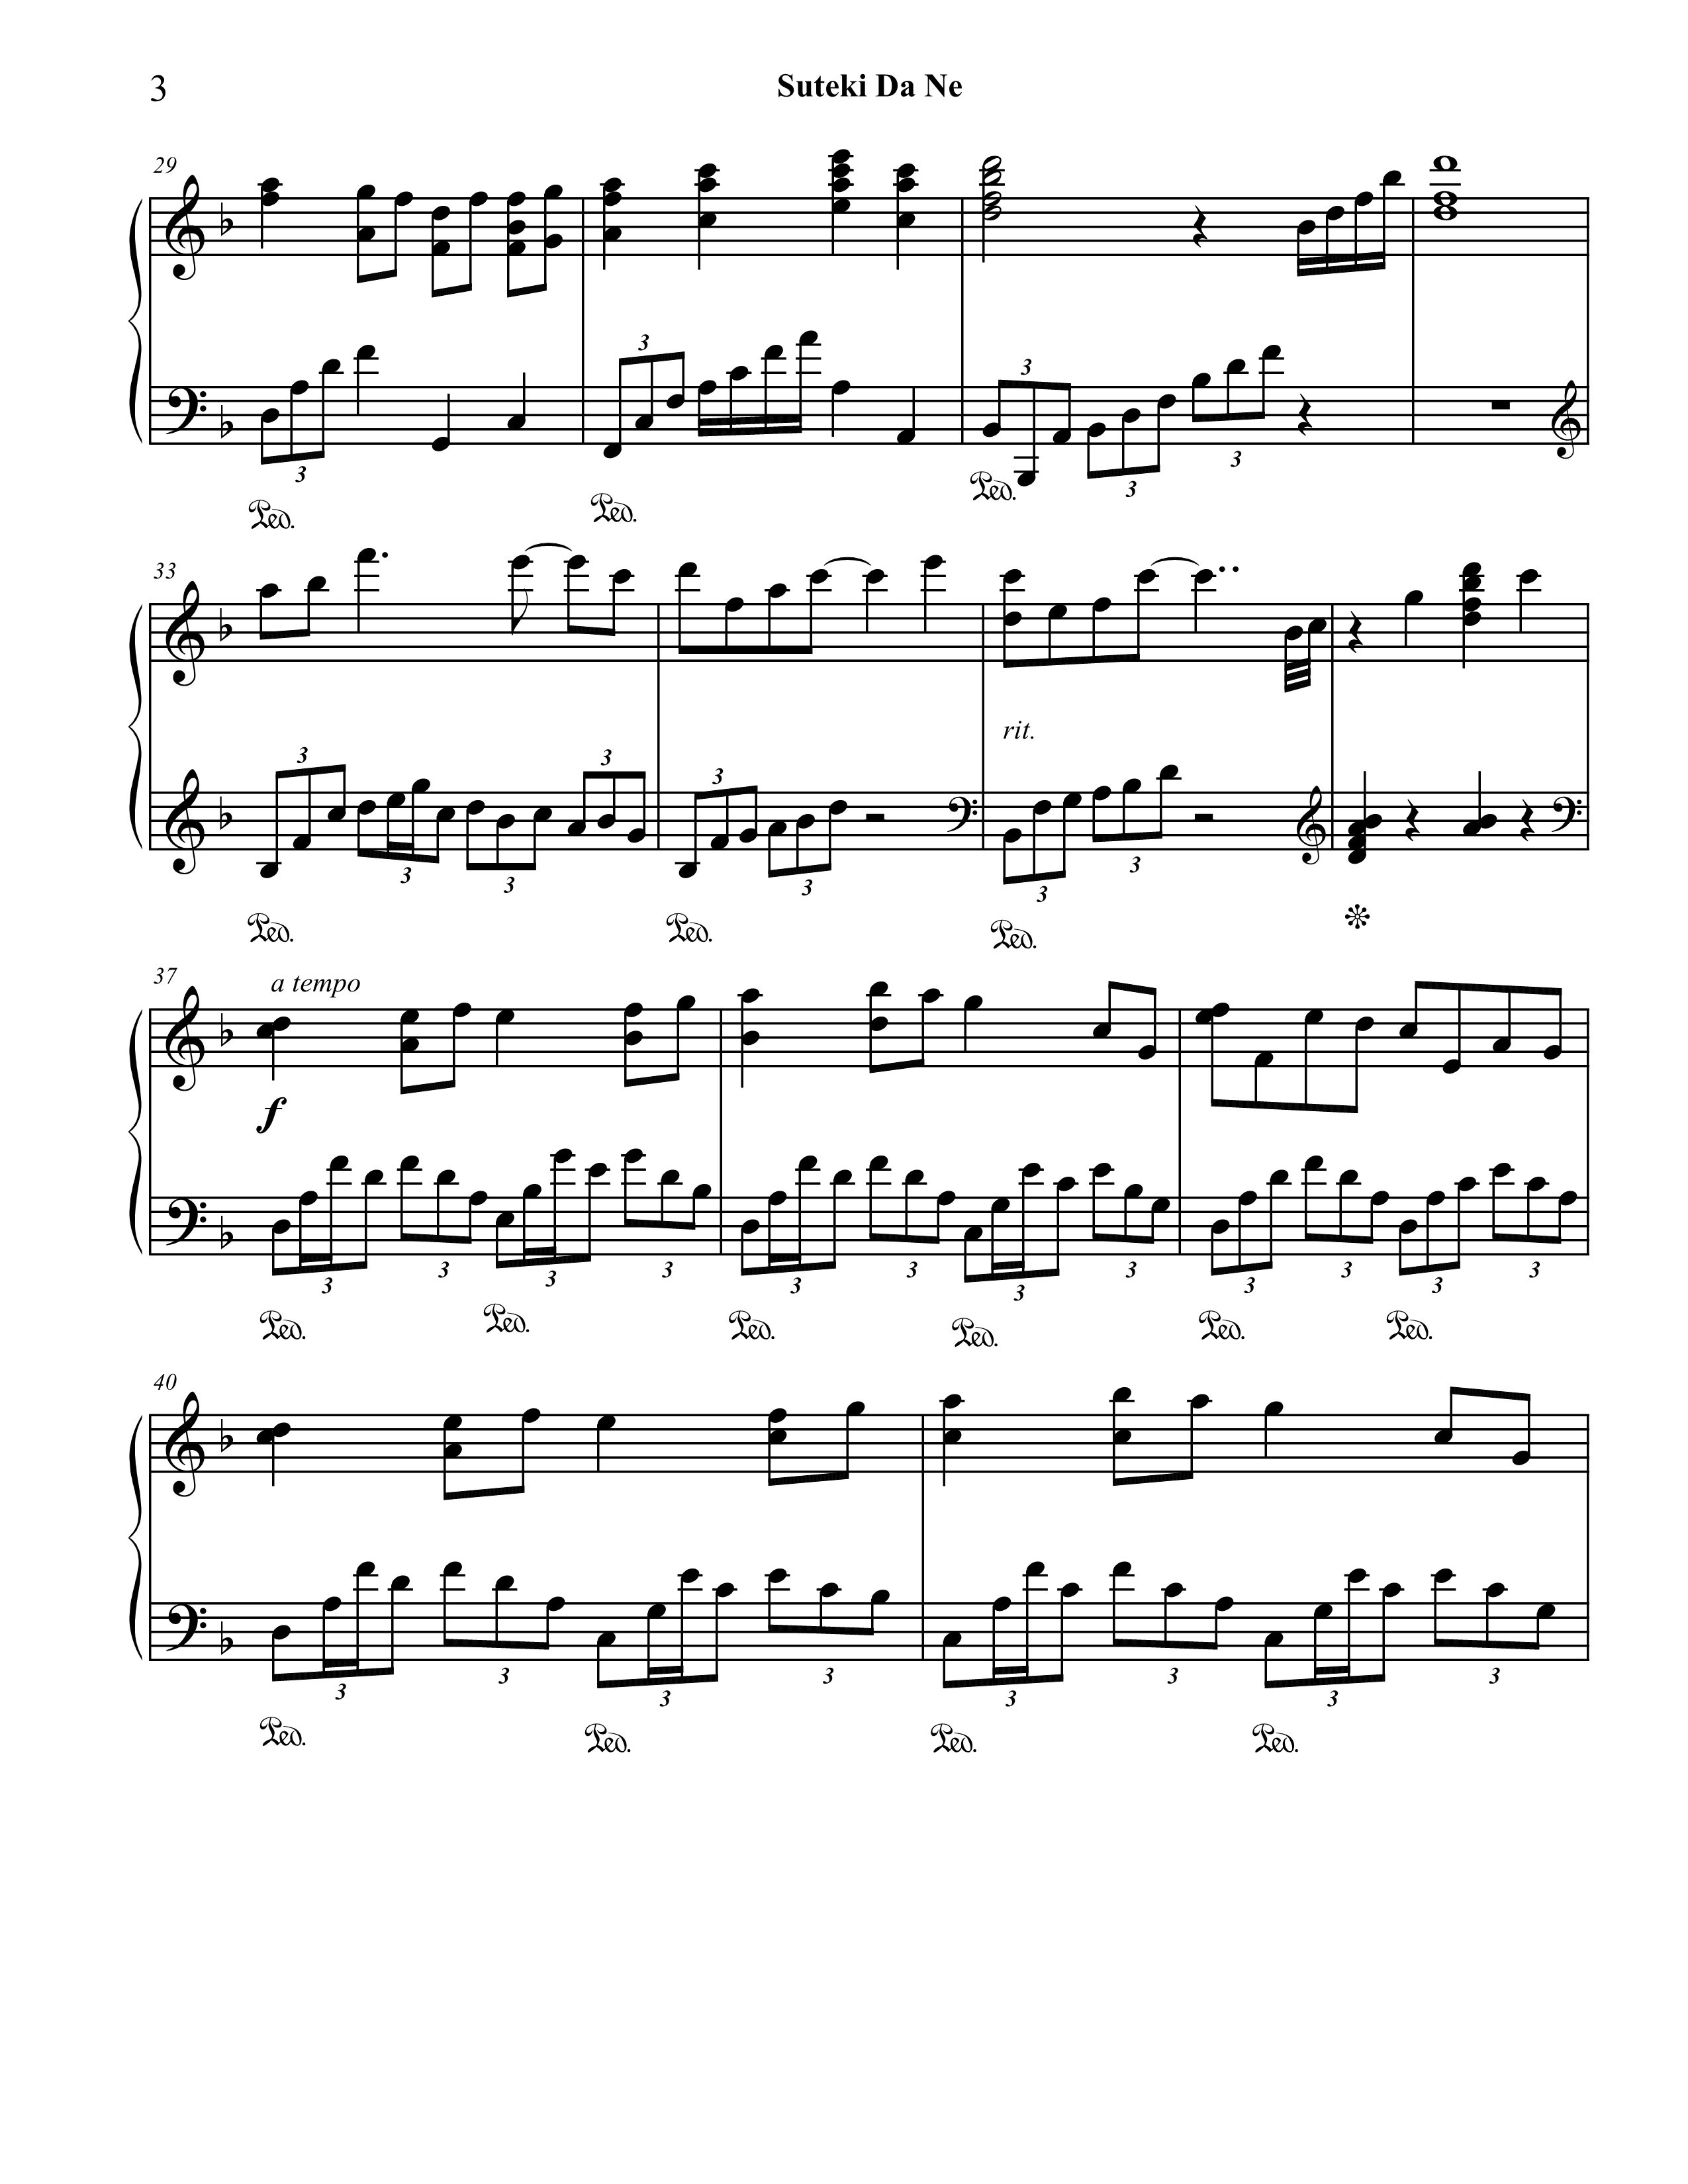 3
Suteki Da Ne
29
3 3 3
3 3 3
Ped. Ped. Ped.
33
rit.
3 3 3
3 3 3 3 3
Ped. Ped. Ped.
37
a tempo
f
3 3 3 3 3 3 3 3 3 3 3 3
Ped. Ped. Ped. Ped. Ped. Ped.
40
3 3 3 3 3 3 3 3
Ped. Ped. Ped. Ped.